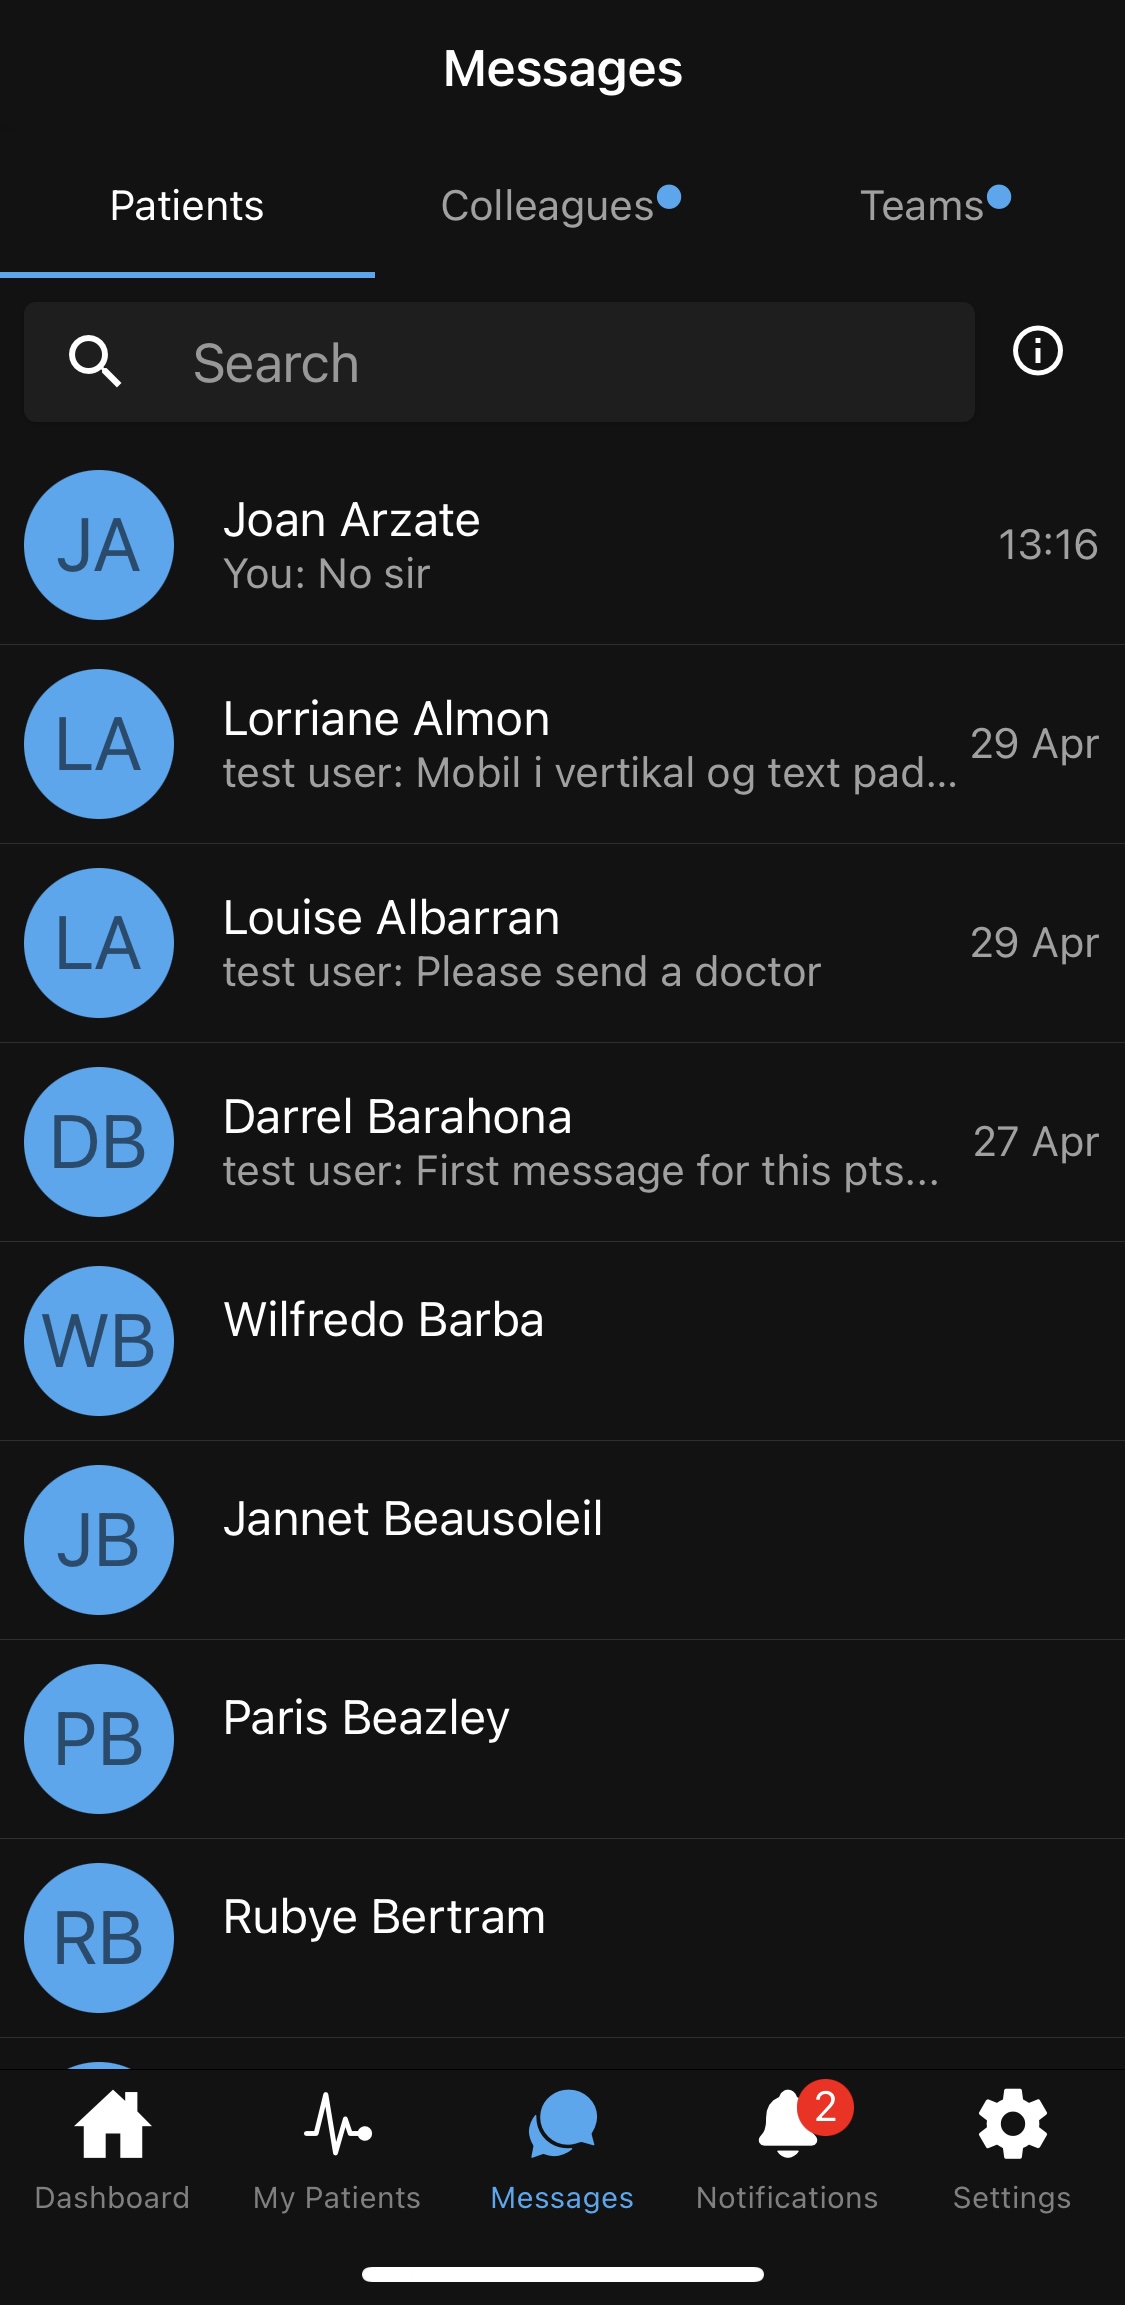 Messages
Patients Colleagues Teams
Search
JA Joan Arzate
You: No sir
13:16
LA Lorriane Almon
test user: Mobil i vertikal og text pad...
29 Apr
LA Louise Albarran
test user: Please send a doctor
29 Apr
DB Darrel Barahona
test user: First message for this pts...
27 Apr
WB Wilfredo Barba
JB Jannet Beausoleil
PB Paris Beazley
RB Rubye Bertram
2
Dashboard My Patients Messages Notifications Settings